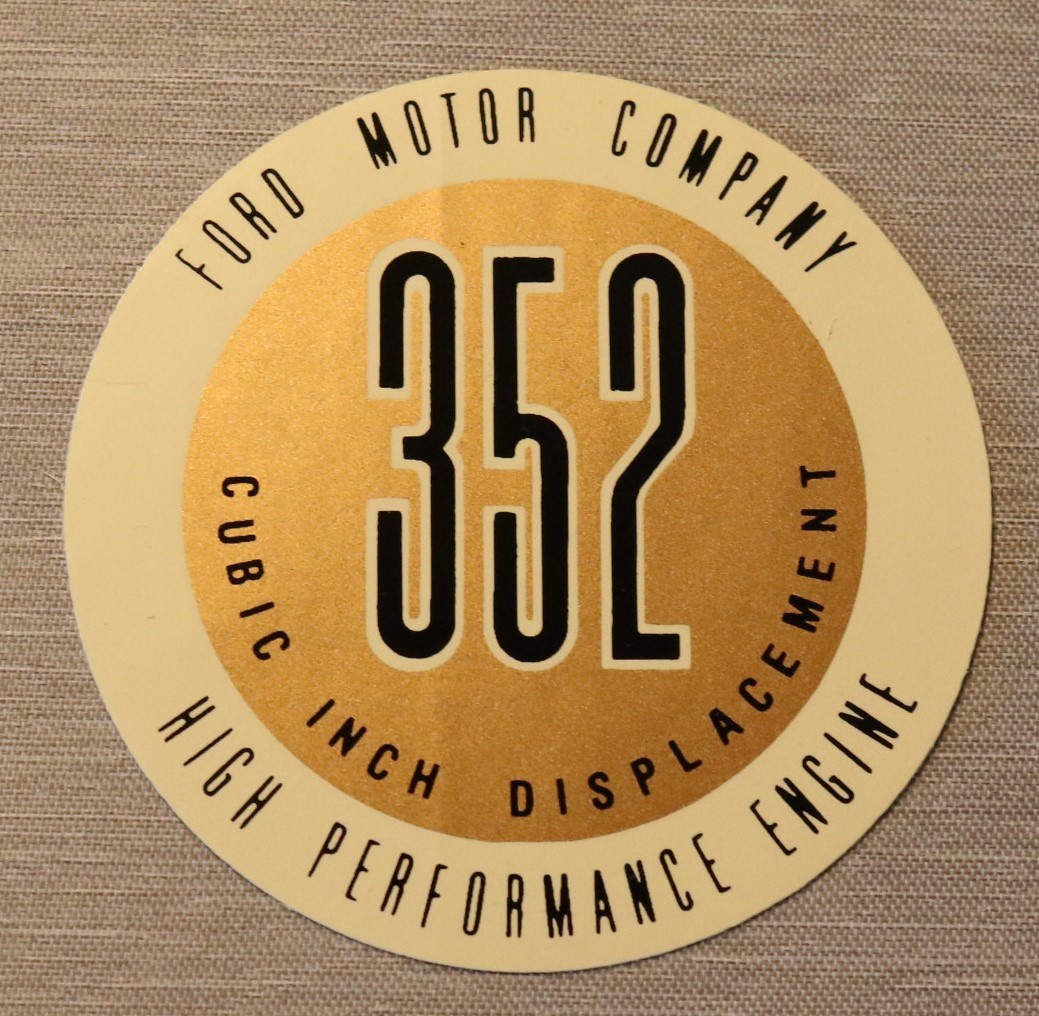 FORD MOTOR COMPANY
352
CUBIC INCH DISPLACEMENT
HIGH PERFORMANCE ENGINE